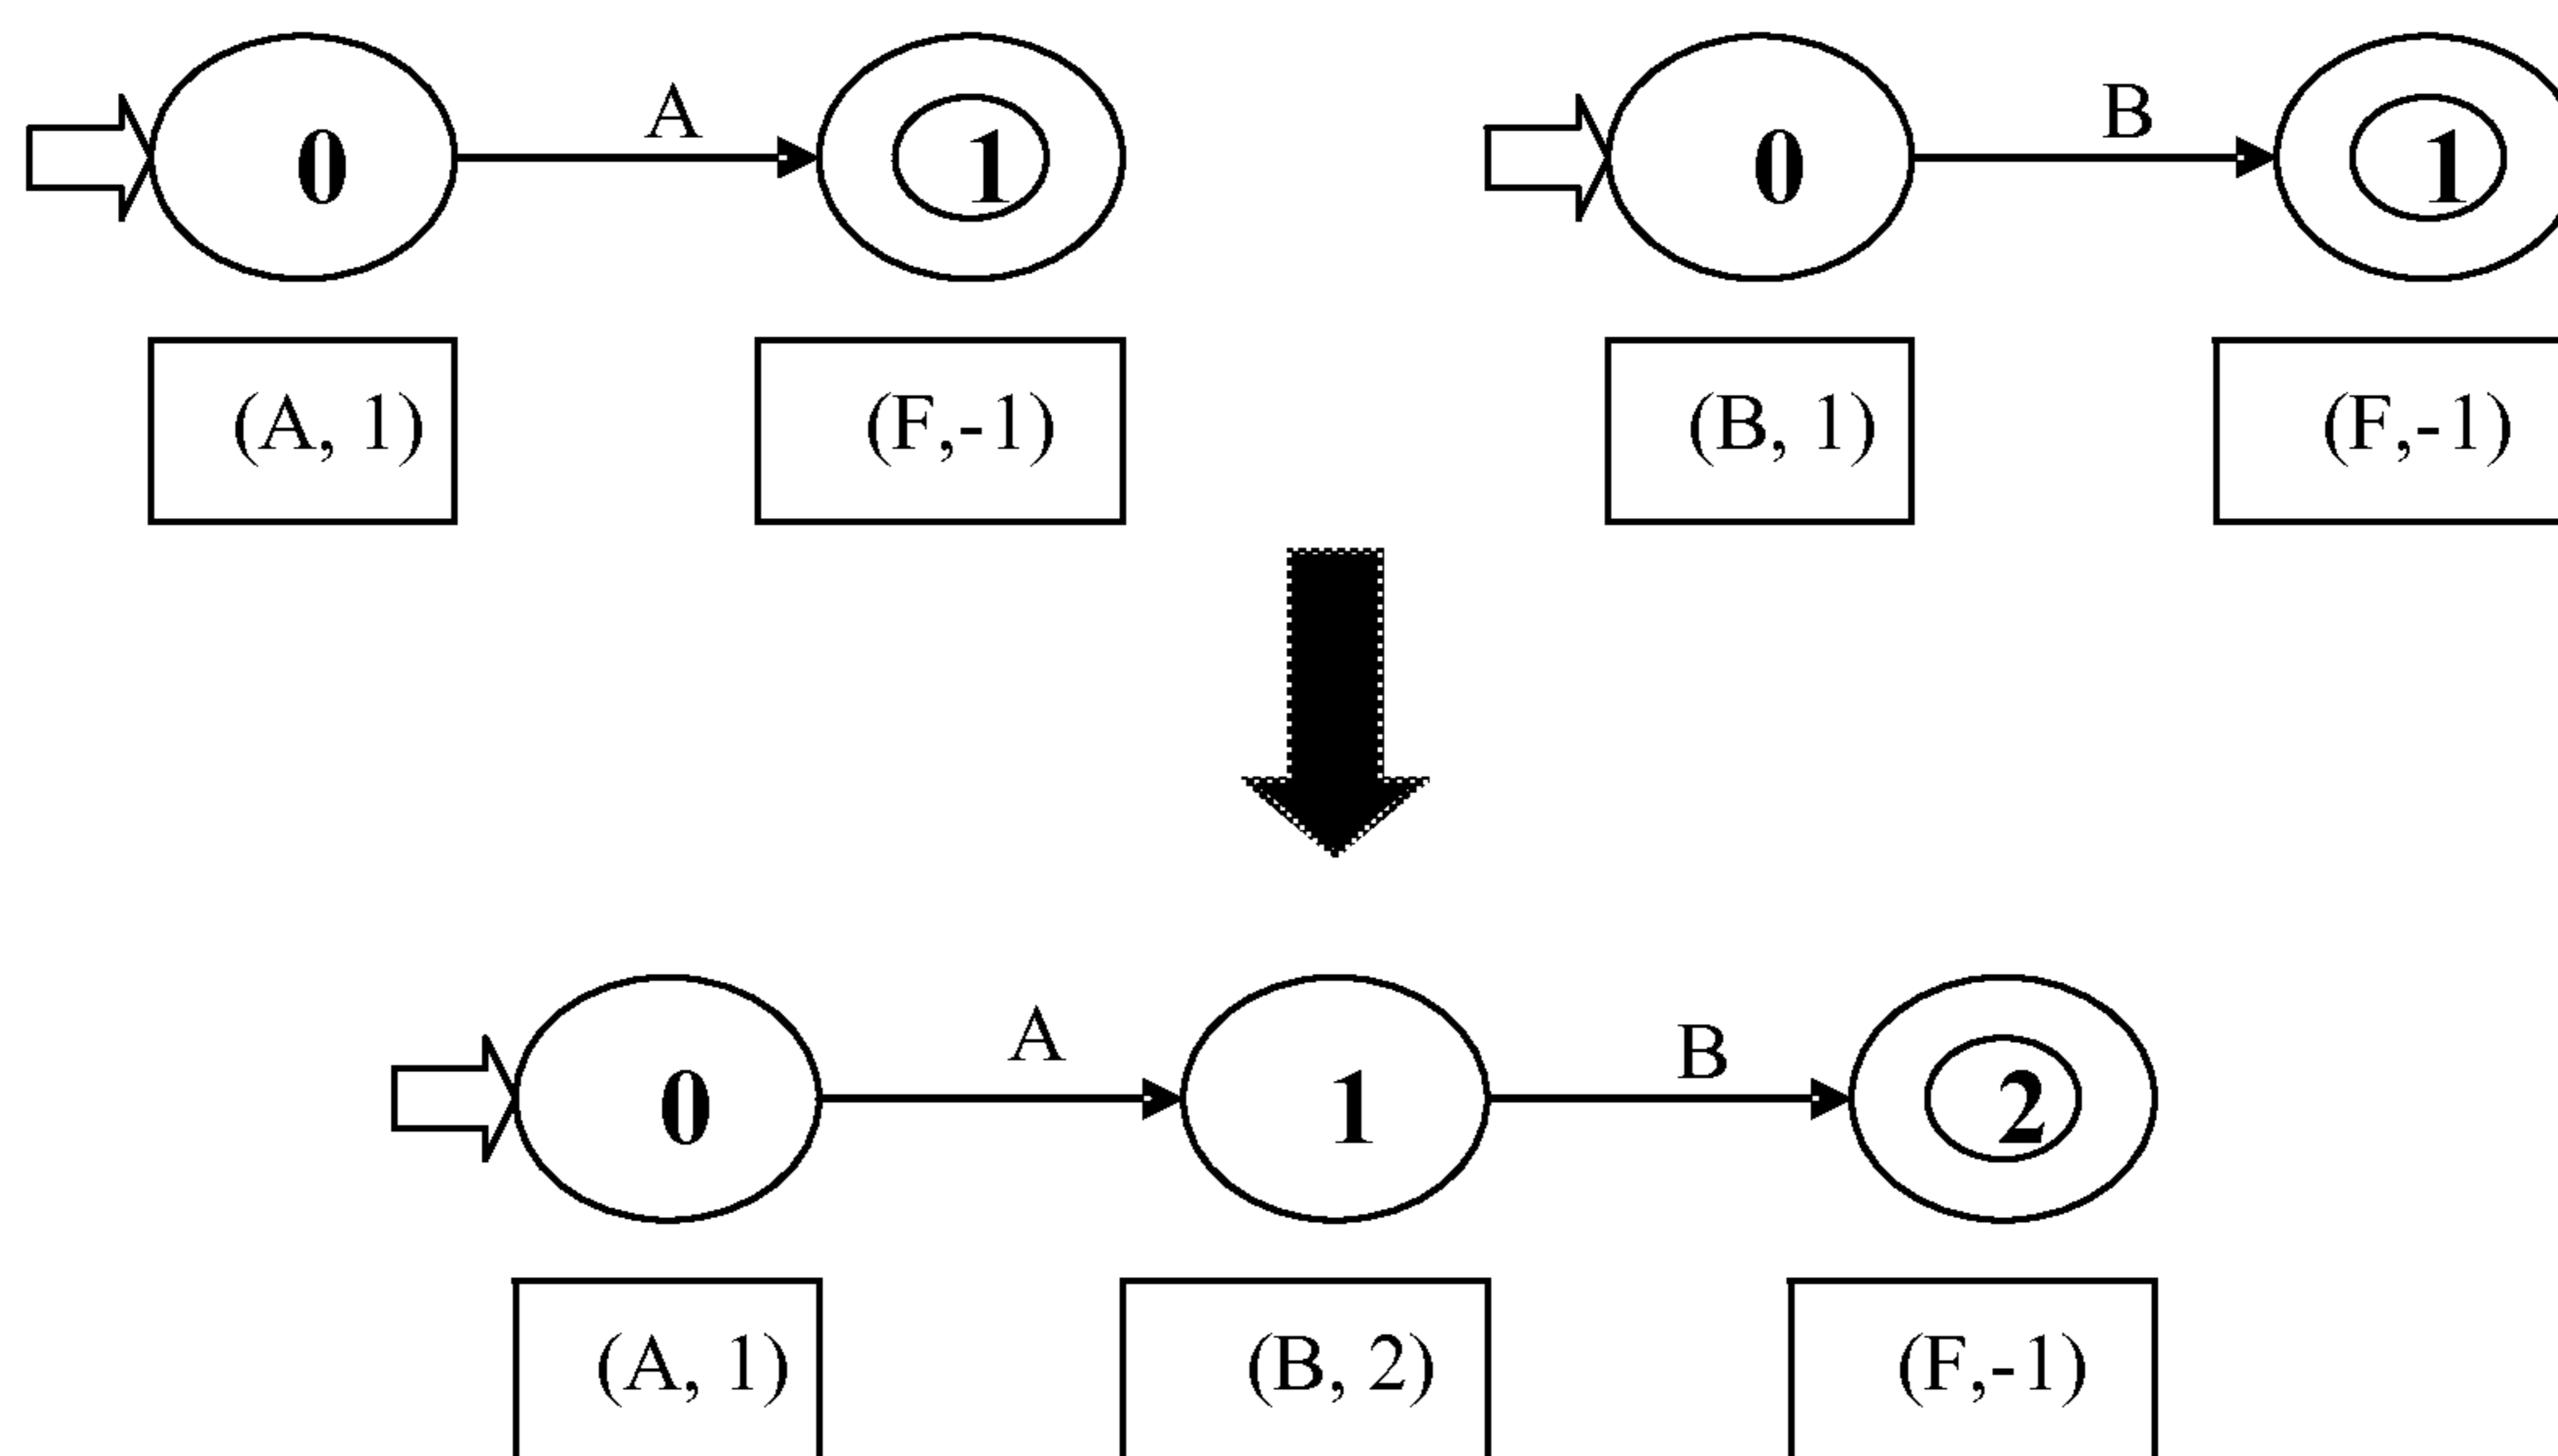 A B
0 1 0 1
(A, 1) (F,-1) (B, 1) (F,-1)
A B
0 1 2
(A, 1) (B, 2) (F,-1)